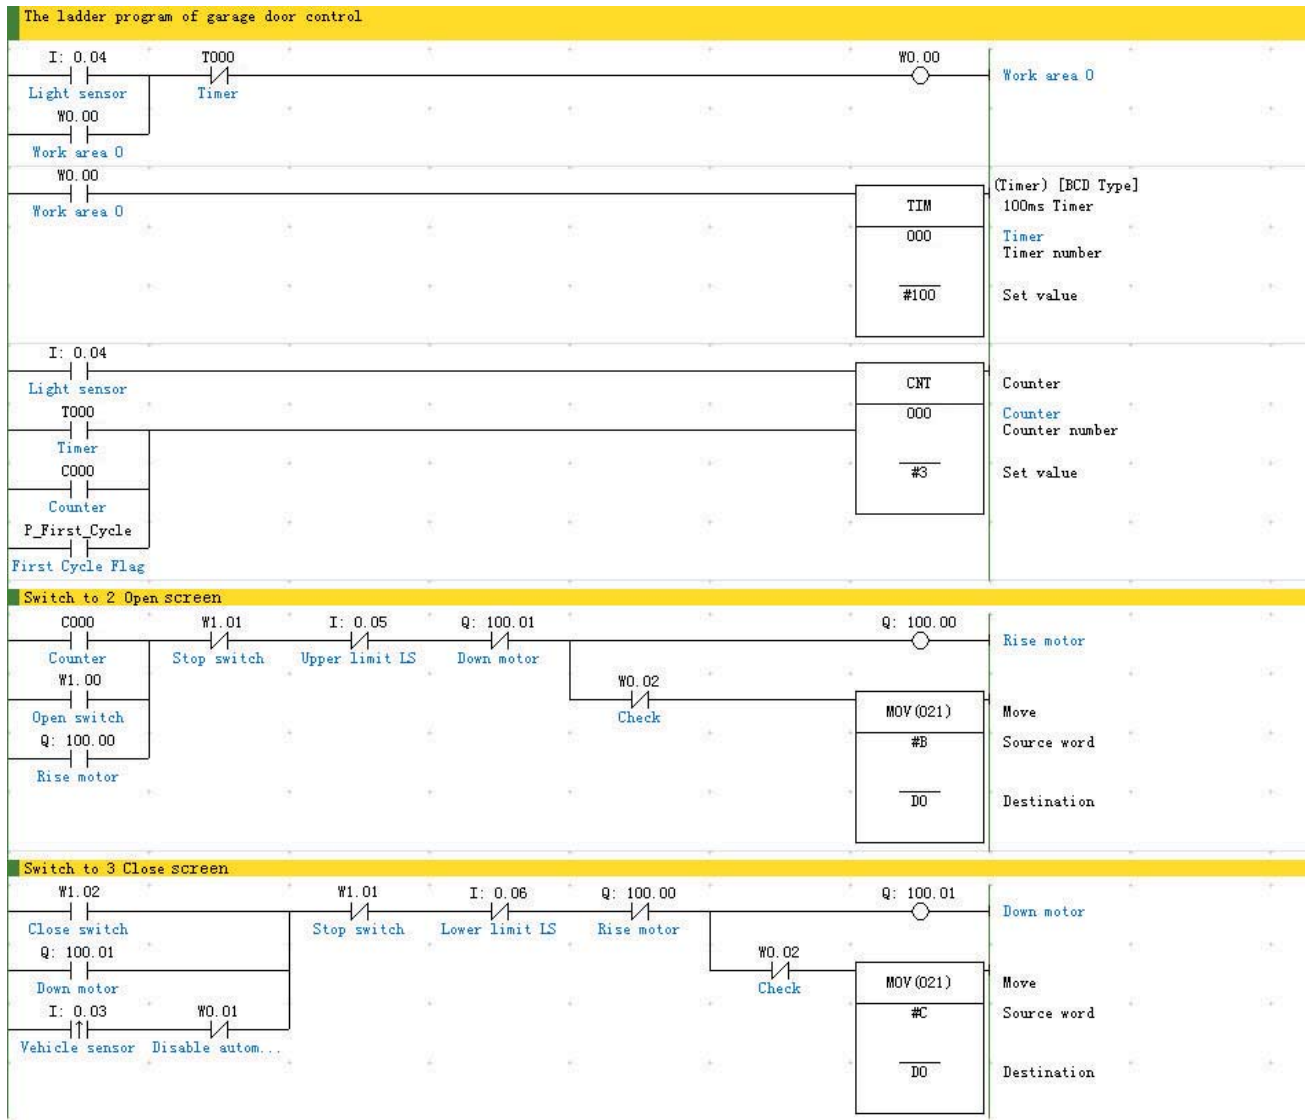 The ladder program of garage door control
I: 0.04 T000 W0.00
Light sensor Timer Work area 0
W0.00
Work area 0
W0.00
Work area 0
(Timer) [BCD Type]
TIM 100ms Timer
000 Timer
Timer number
#100 Set value
I: 0.04
Light sensor
CNT Counter
T000
Timer
000 Counter
Counter number
C000
Counter
#3 Set value
P_First_Cycle
First Cycle Flag
Switch to 2 Open screen
C000 W1.01 I: 0.05 Q: 100.01 Q: 100.00
Counter Stop switch Upper limit LS Down motor Rise motor
W1.00 W0.02
Open switch Check
MOV(021) Move
Q: 100.00
Rise motor
#B Source word
D0 Destination
Switch to 3 Close screen
W1.02 W1.01 I: 0.06 Q: 100.00 Q: 100.01
Close switch Stop switch Lower limit LS Rise motor Down motor
Q: 100.01 W0.02
Down motor Check
MOV(021) Move
I: 0.03 W0.01
Vehicle sensor Disable autom...
#C Source word
D0 Destination